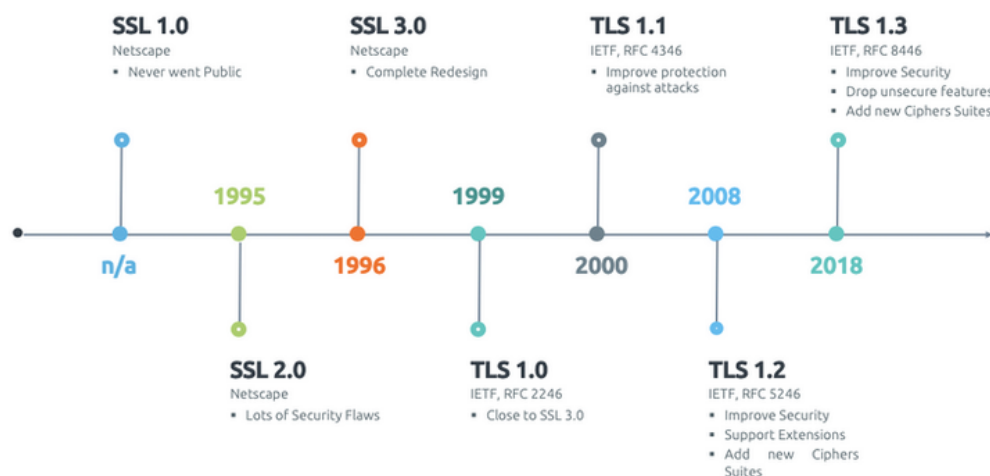 SSL 1.0
Netscape
▪ Never went Public
SSL 3.0
Netscape
▪ Complete Redesign
TLS 1.1
IETF, RFC 4346
▪ Improve protection
against attacks
TLS 1.3
IETF, RFC 8446
▪ Improve Security
▪ Drop unsecure features
▪ Add new Ciphers Suites
1995
1999
2008
n/a
1996
2000
2018
SSL 2.0
Netscape
▪ Lots of Security Flaws
TLS 1.0
IETF, RFC 2246
▪ Close to SSL 3.0
TLS 1.2
IETF, RFC 5246
▪ Improve Security
▪ Support Extensions
▪ Add new Ciphers
Suites